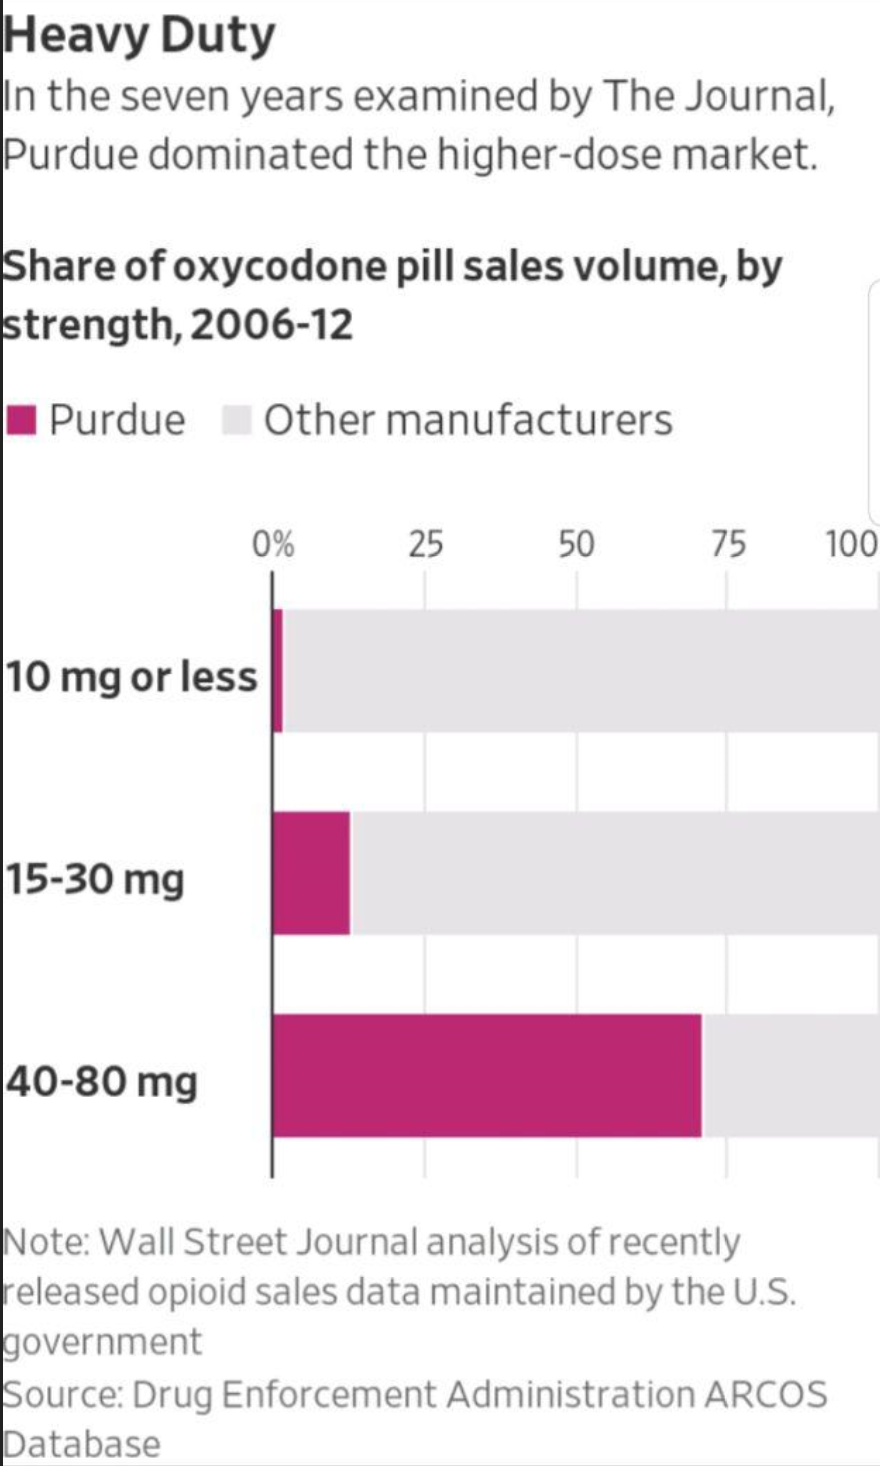 Heavy Duty
In the seven years examined by The Journal,
Purdue dominated the higher-dose market.
Share of oxycodone pill sales volume, by
strength, 2006-12
Purdue Other manufacturers
0% 25 50 75 100
10 mg or less
15-30 mg
40-80 mg
Note: Wall Street Journal analysis of recently
released opioid sales data maintained by the U.S.
government
Source: Drug Enforcement Administration ARCOS
Database